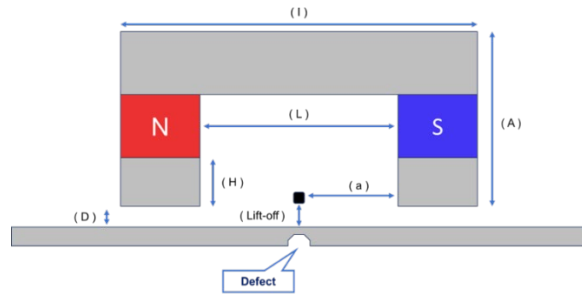 ( I )
N
( L )
S
( A )
( H )
( a )
( D )
( Lift-off )
Defect